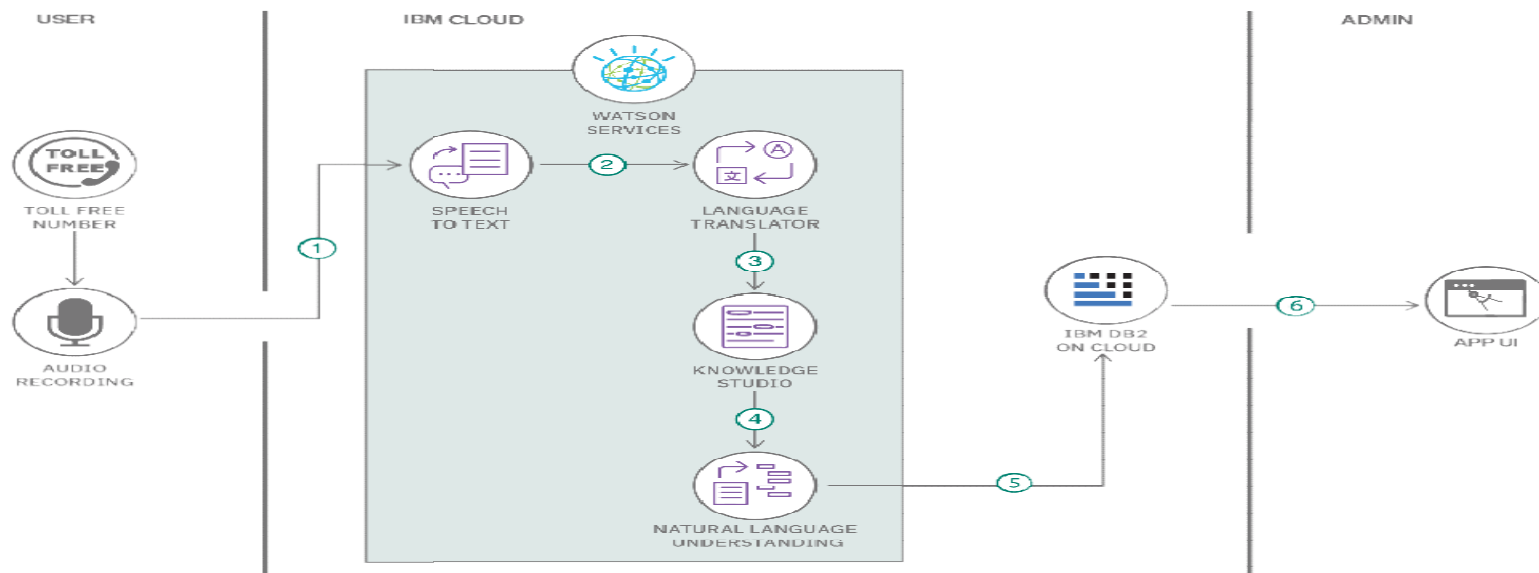 USER
IBM CLOUD
ADMIN
WATSON
SERVICES
TOLL
FREE
TOLL FREE
NUMBER
AUDIO
RECORDING
1
SPEECH
TO TEXT
2
A
文
LANGUAGE
TRANSLATOR
3
KNOWLEDGE
STUDIO
4
NATURAL LANGUAGE
UNDERSTANDING
5
IBM DB2
ON CLOUD
6
APP UI